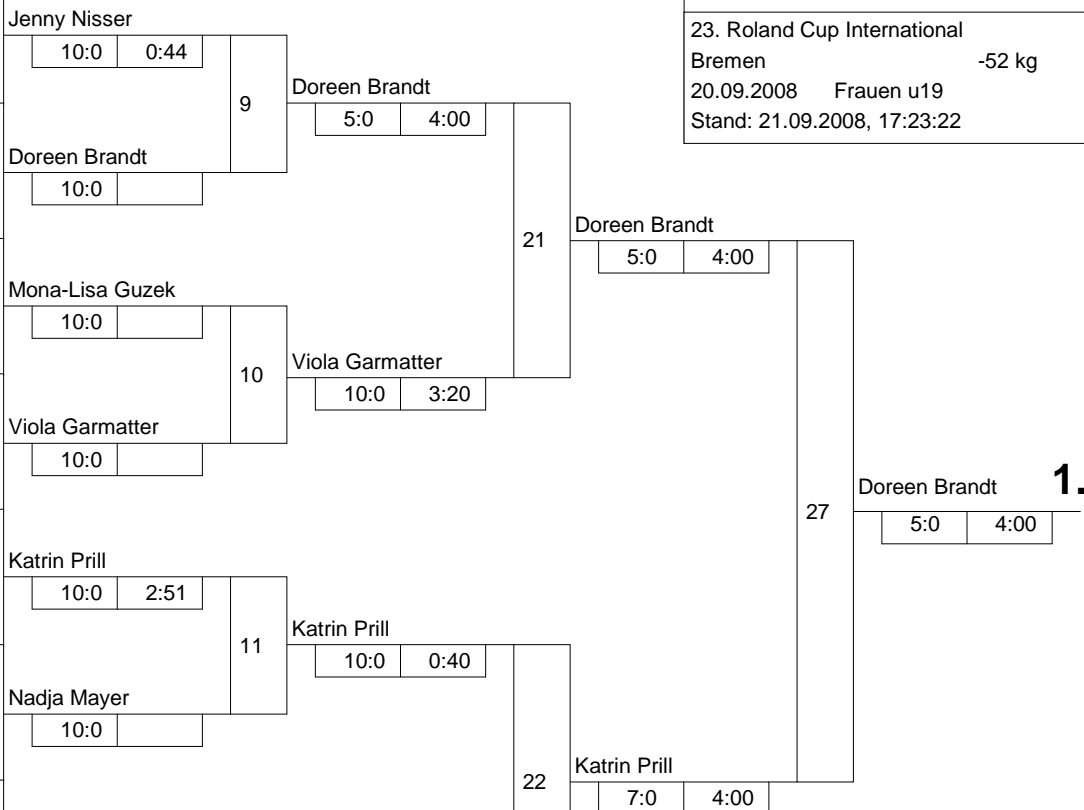 Jenny Nisser
10:0 0:44
9
Doreen Brandt
5:0 4:00
Doreen Brandt
10:0
21
Doreen Brandt
5:0 4:00
Mona-Lisa Guzek
10:0
10
Viola Garmatter
10:0 3:20
Viola Garmatter
10:0
27
Doreen Brandt 1.
5:0 4:00
Katrin Prill
10:0 2:51
11
Katrin Prill
10:0 0:40
Nadja Mayer
10:0
22
Katrin Prill
7:0 4:00
23. Roland Cup International
Bremen -52 kg
20.09.2008 Frauen u19
Stand: 21.09.2008, 17:23:22